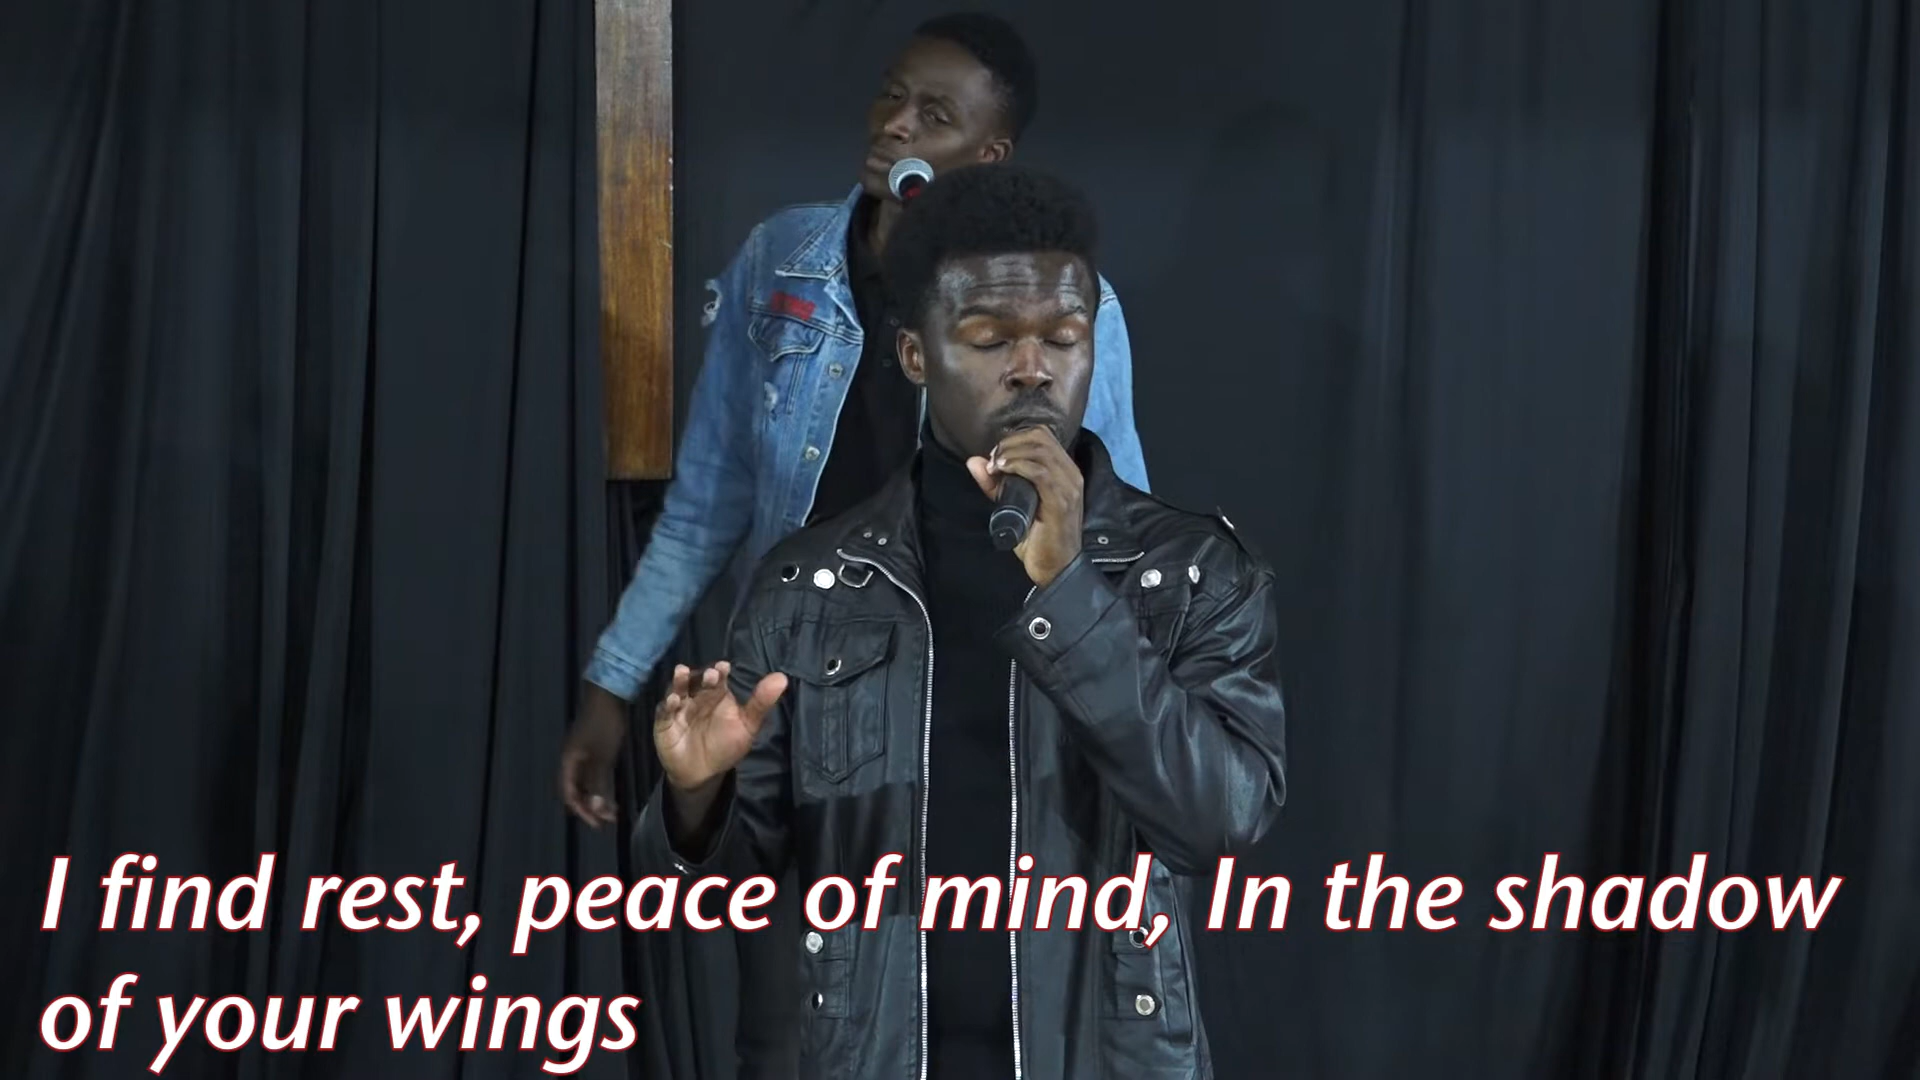 I find rest, peace of mind, In the shadow
of your wings